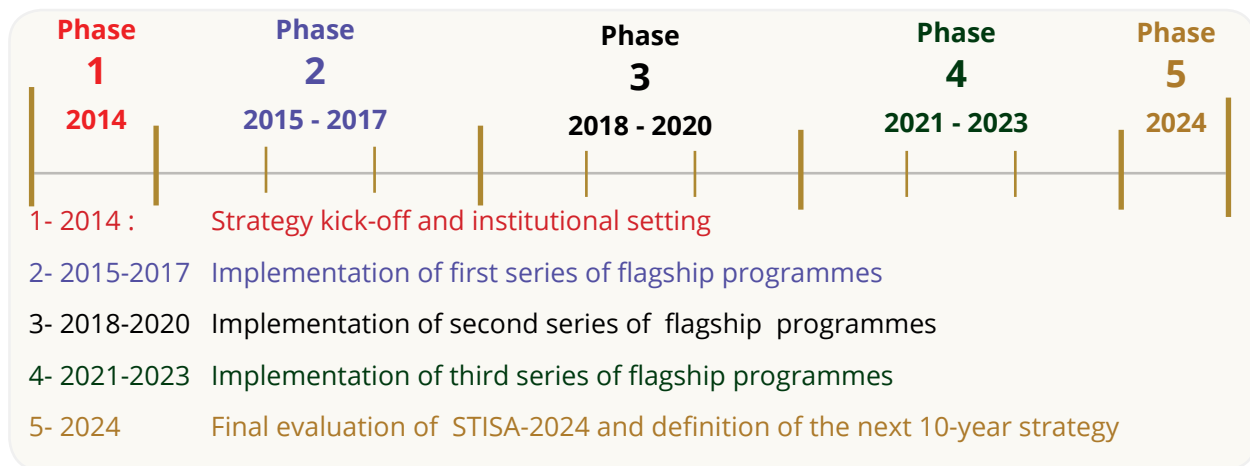 Phase Phase Phase Phase Phase
1 2 3 4 5
2014 2015 - 2017 2018 - 2020 2021 - 2023 2024
1- 2014 : Strategy kick-off and institutional setting
2- 2015-2017 Implementation of first series of flagship programmes
3- 2018-2020 Implementation of second series of flagship programmes
4- 2021-2023 Implementation of third series of flagship programmes
5- 2024 Final evaluation of STISA-2024 and definition of the next 10-year strategy